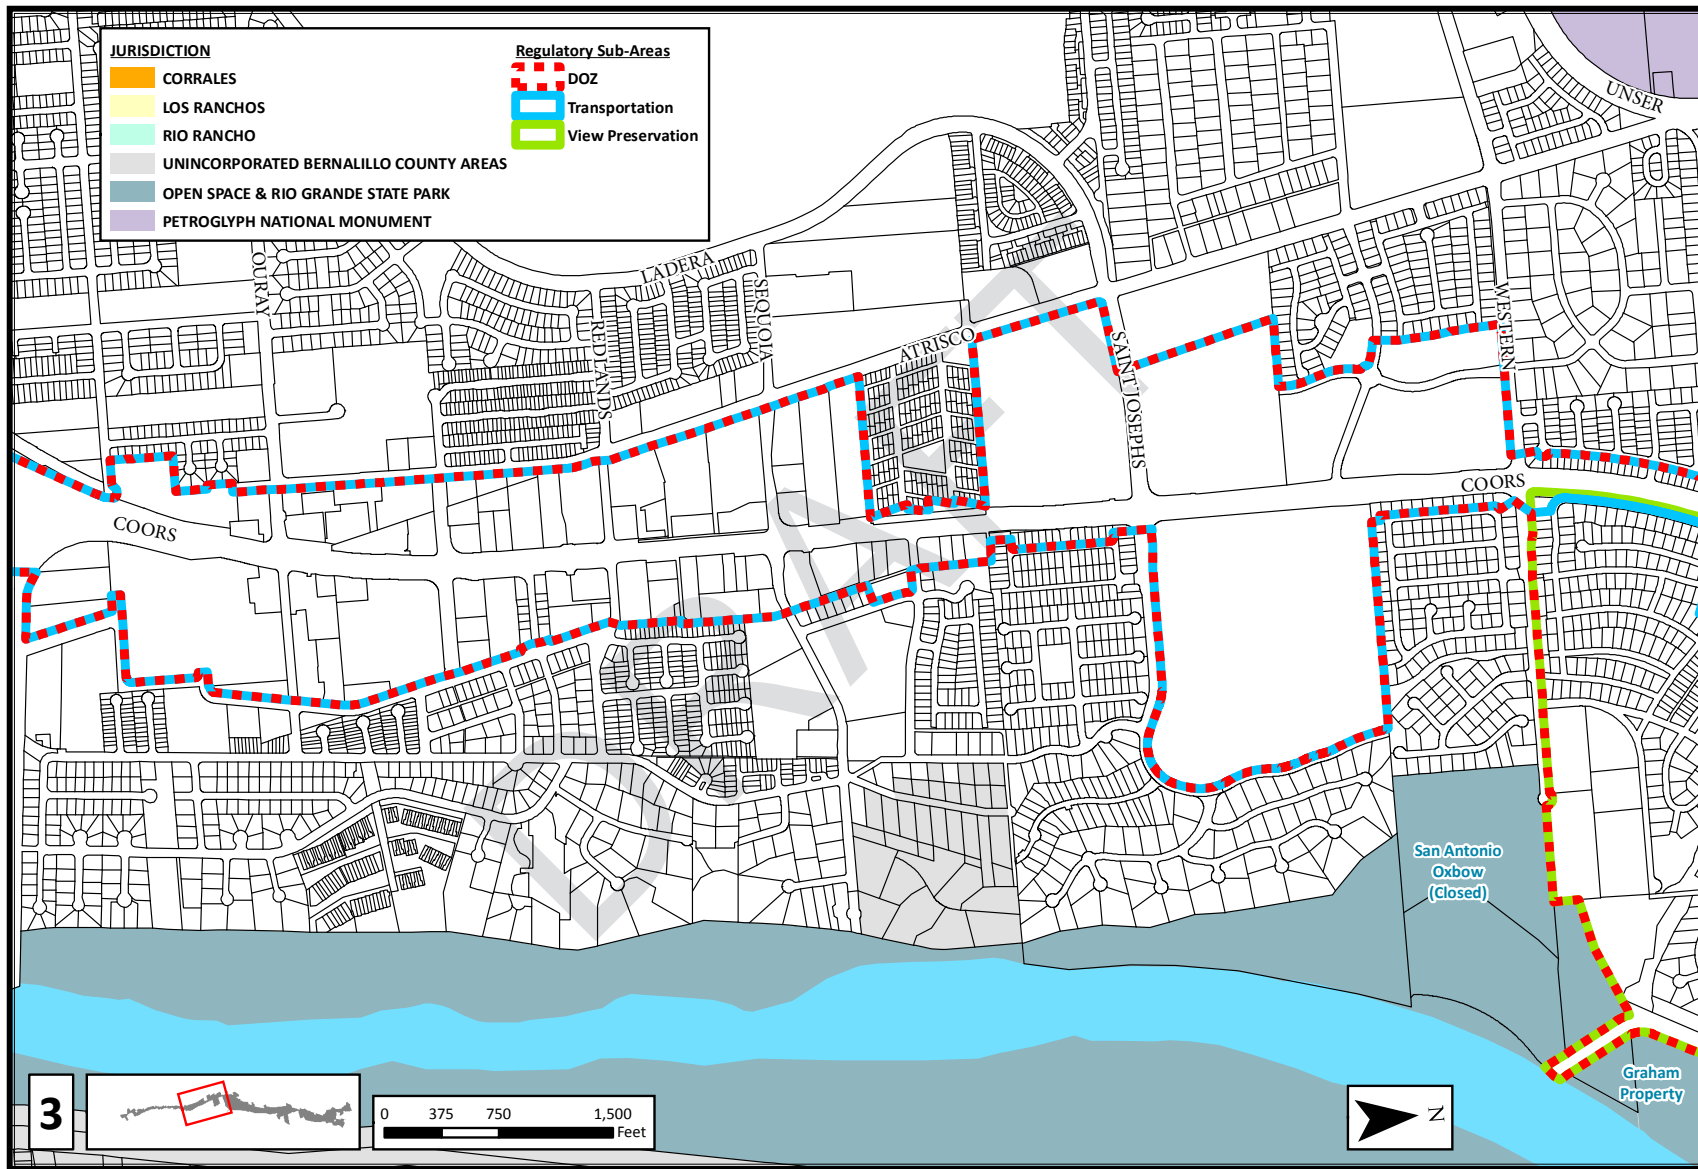 JURISDICTION
CORRALES
LOS RANCHOS
RIO RANCHO
UNINCORPORATED BERNALILLO COUNTY AREAS
OPEN SPACE & RIO GRANDE STATE PARK
PETROGLYPH NATIONAL MONUMENT
Regulatory Sub-Areas
DOZ
Transportation
View Preservation
UNSER
LADERA
OURAY
SEQUOIA
REDLANDS
ATRISCO
SAINT JOSEPHS
WESTERN
COORS
COORS
DRAFT
San Antonio
Oxbow
(Closed)
Graham
Property
3
0 375 750 1,500
Feet
N